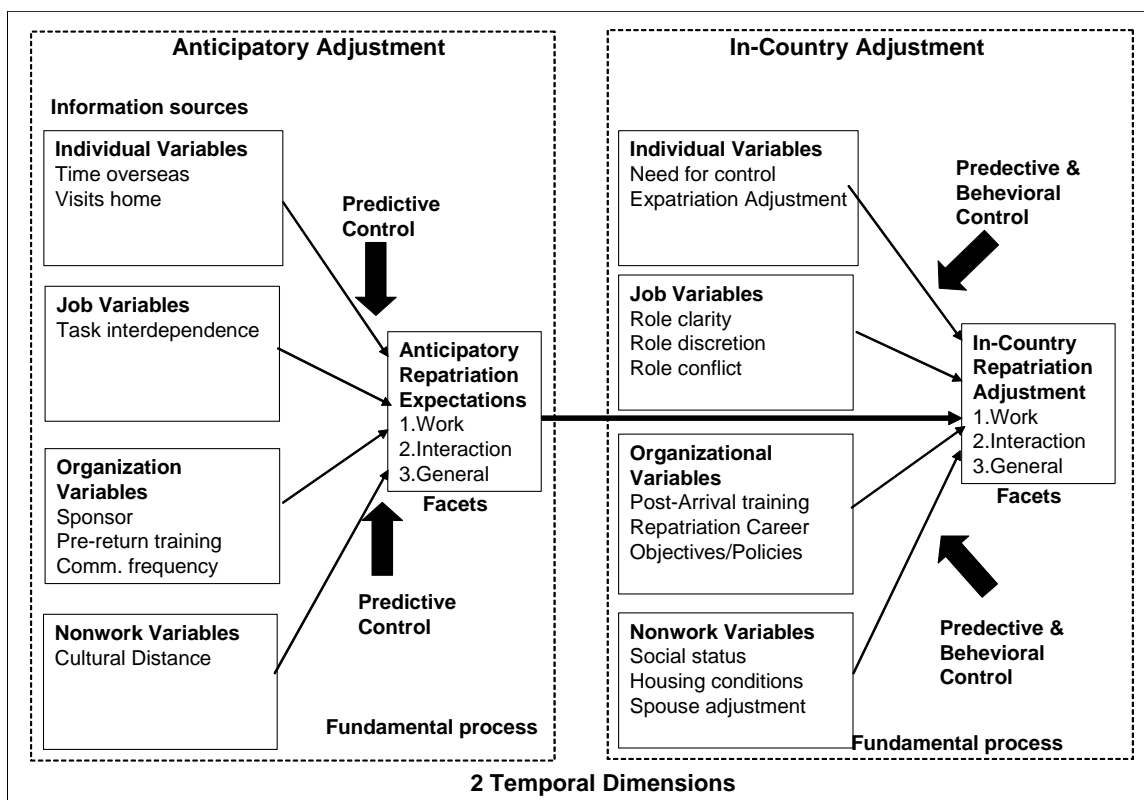 Anticipatory Adjustment
Information sources
Individual Variables
Time overseas
Visits home
Predictive
Control
Job Variables
Task interdependence
Anticipatory
Repatriation
Expectations
1.Work
2.Interaction
3.General
Facets
Organization
Variables
Sponsor
Pre-return training
Comm. frequency
Predictive
Control
Nonwork Variables
Cultural Distance
Fundamental process
In-Country Adjustment
Individual Variables
Need for control
Expatriation Adjustment
Predective &
Behevioral
Control
Job Variables
Role clarity
Role discretion
Role conflict
In-Country
Repatriation
Adjustment
1.Work
2.Interaction
3.General
Facets
Organizational
Variables
Post-Arrival training
Repatriation Career
Objectives/Policies
Predective &
Behevioral
Control
Nonwork Variables
Social status
Housing conditions
Spouse adjustment
Fundamental process
2 Temporal Dimensions